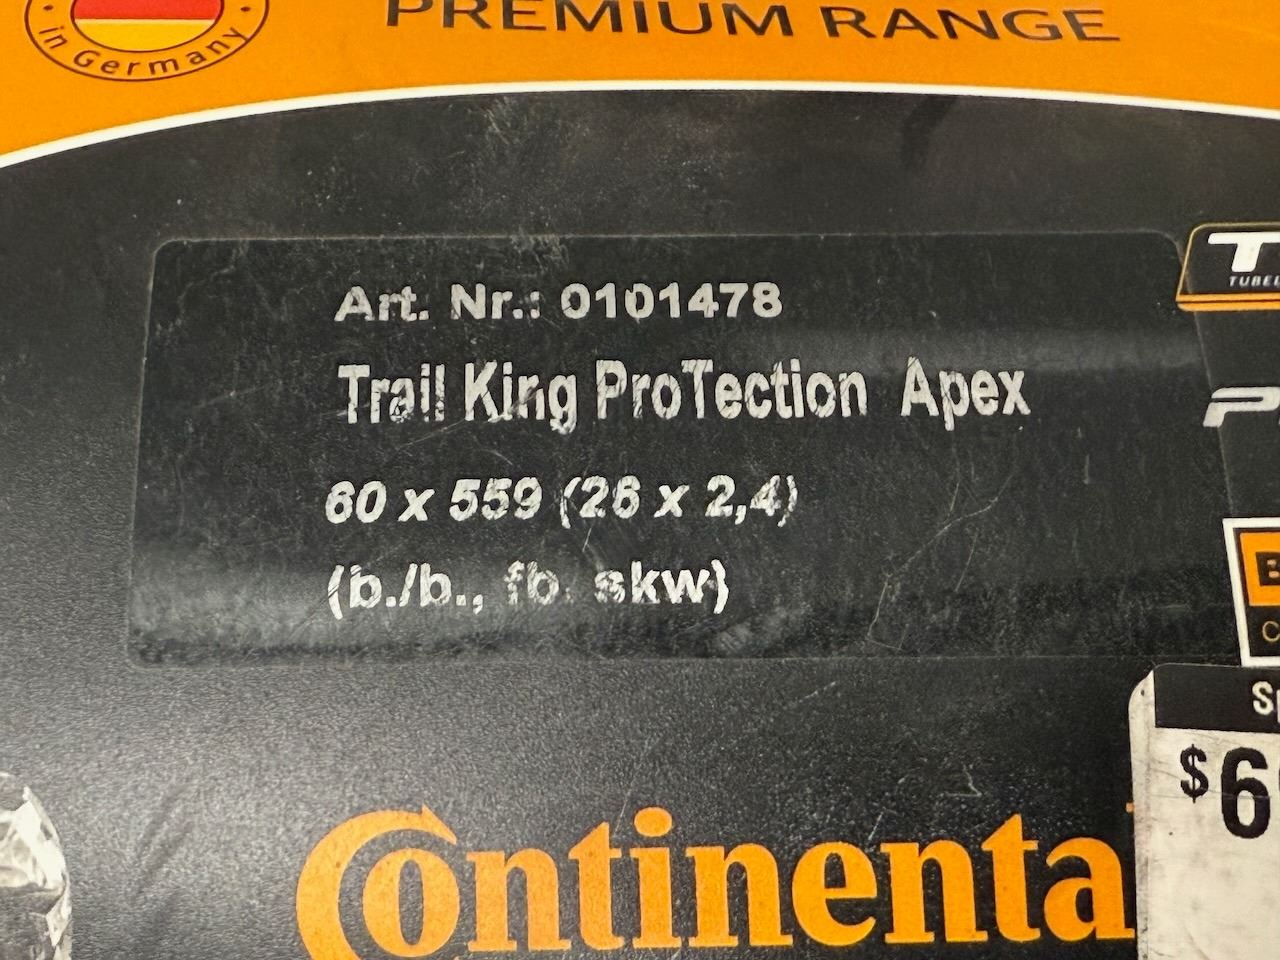 in Germany
PREMIUM RANGE
Art. Nr.: 0101478
Trail King ProTection Apex
60 x 559 (26 x 2,4)
(b./b., fb. skw)
$6
Continental